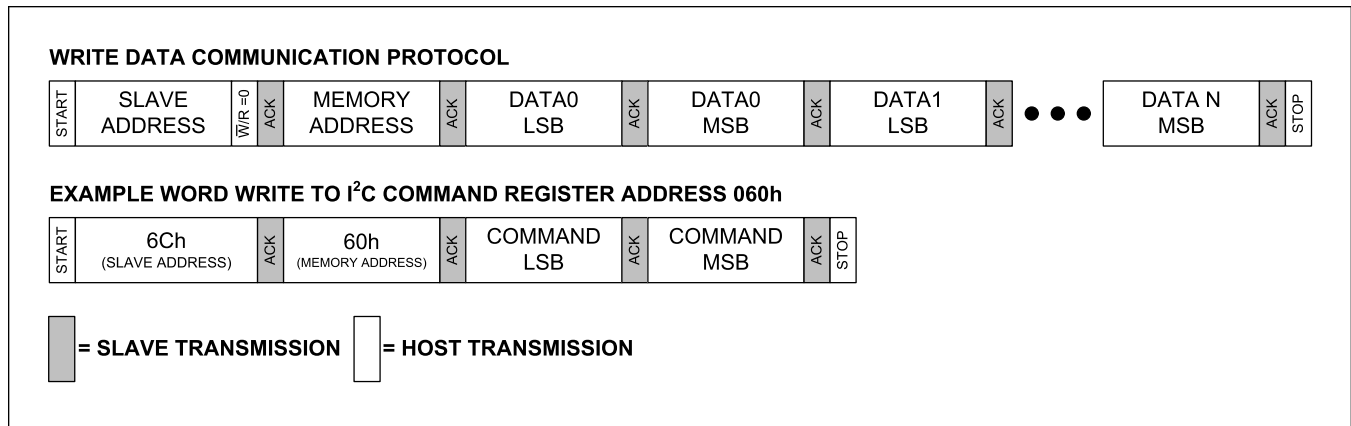 WRITE DATA COMMUNICATION PROTOCOL
START SLAVE ADDRESS W̅/R =0 ACK MEMORY ADDRESS ACK DATA0 LSB ACK DATA0 MSB ACK DATA1 LSB ACK ●●● DATA N MSB ACK STOP
EXAMPLE WORD WRITE TO I²C COMMAND REGISTER ADDRESS 060h
START 6Ch (SLAVE ADDRESS) ACK 60h (MEMORY ADDRESS) ACK COMMAND LSB ACK COMMAND MSB ACK STOP
= SLAVE TRANSMISSION = HOST TRANSMISSION